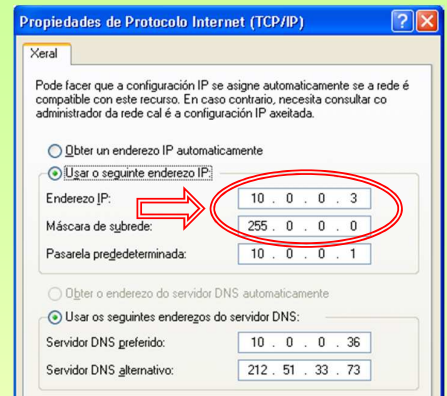 Propiedades de Protocolo Internet (TCP/IP)
Xeral
Pode facer que a configuración IP se asigne automaticamente se a rede é
compatible con este recurso. En caso contrario, necesita consultar co
administrador da rede cal é a configuración IP axeitada.
Obter un enderezo IP automaticamente
Usar o seguinte enderezo IP:
Enderezo IP: 10 . 0 . 0 . 3
Máscara de subrede: 255 . 0 . 0 . 0
Pasarela predeterminada: 10 . 0 . 0 . 1
Obter o enderezo do servidor DNS automaticamente
Usar os seguintes enderezos do servidor DNS:
Servidor DNS preferido: 10 . 0 . 0 . 36
Servidor DNS alternativo: 212 . 51 . 33 . 73